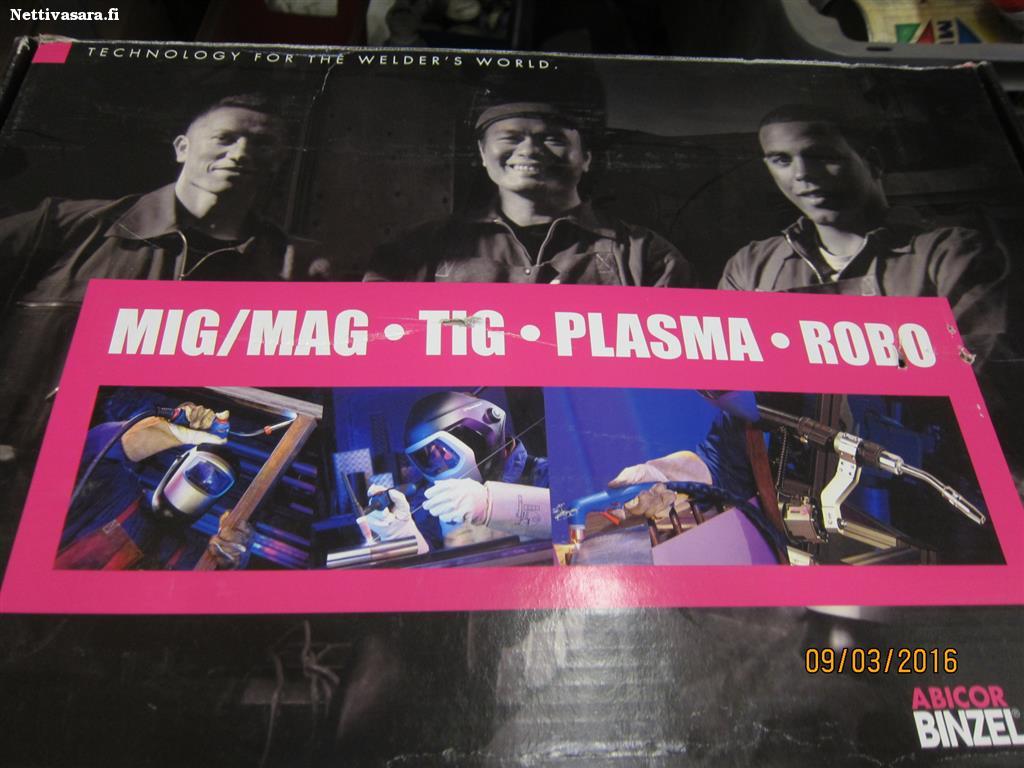 Nettivasara.fi
TECHNOLOGY FOR THE WELDER'S WORLD.
MIG/MAG • TIG • PLASMA • ROBO
09/03/2016
ABICOR
BINZEL®